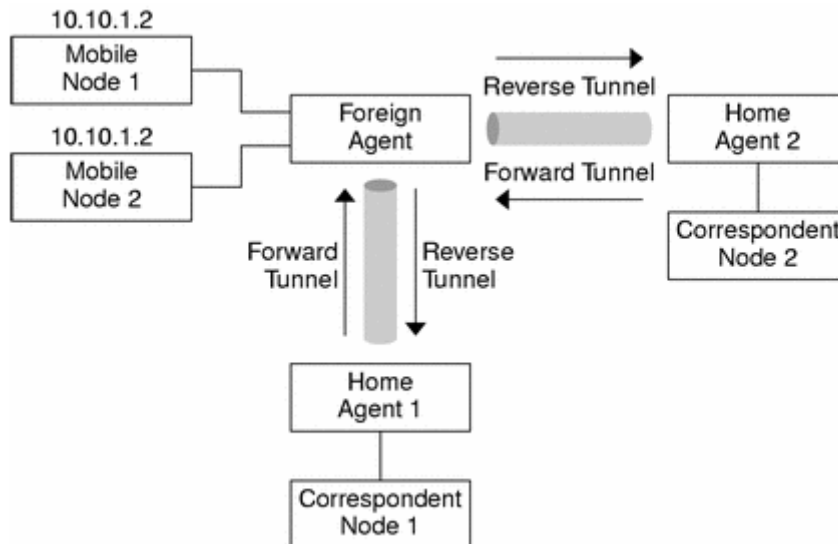 10.10.1.2
Mobile
Node 1
10.10.1.2
Mobile
Node 2
Foreign
Agent
Reverse Tunnel
Forward Tunnel
Home
Agent 2
Correspondent
Node 2
Forward
Tunnel
Reverse
Tunnel
Home
Agent 1
Correspondent
Node 1